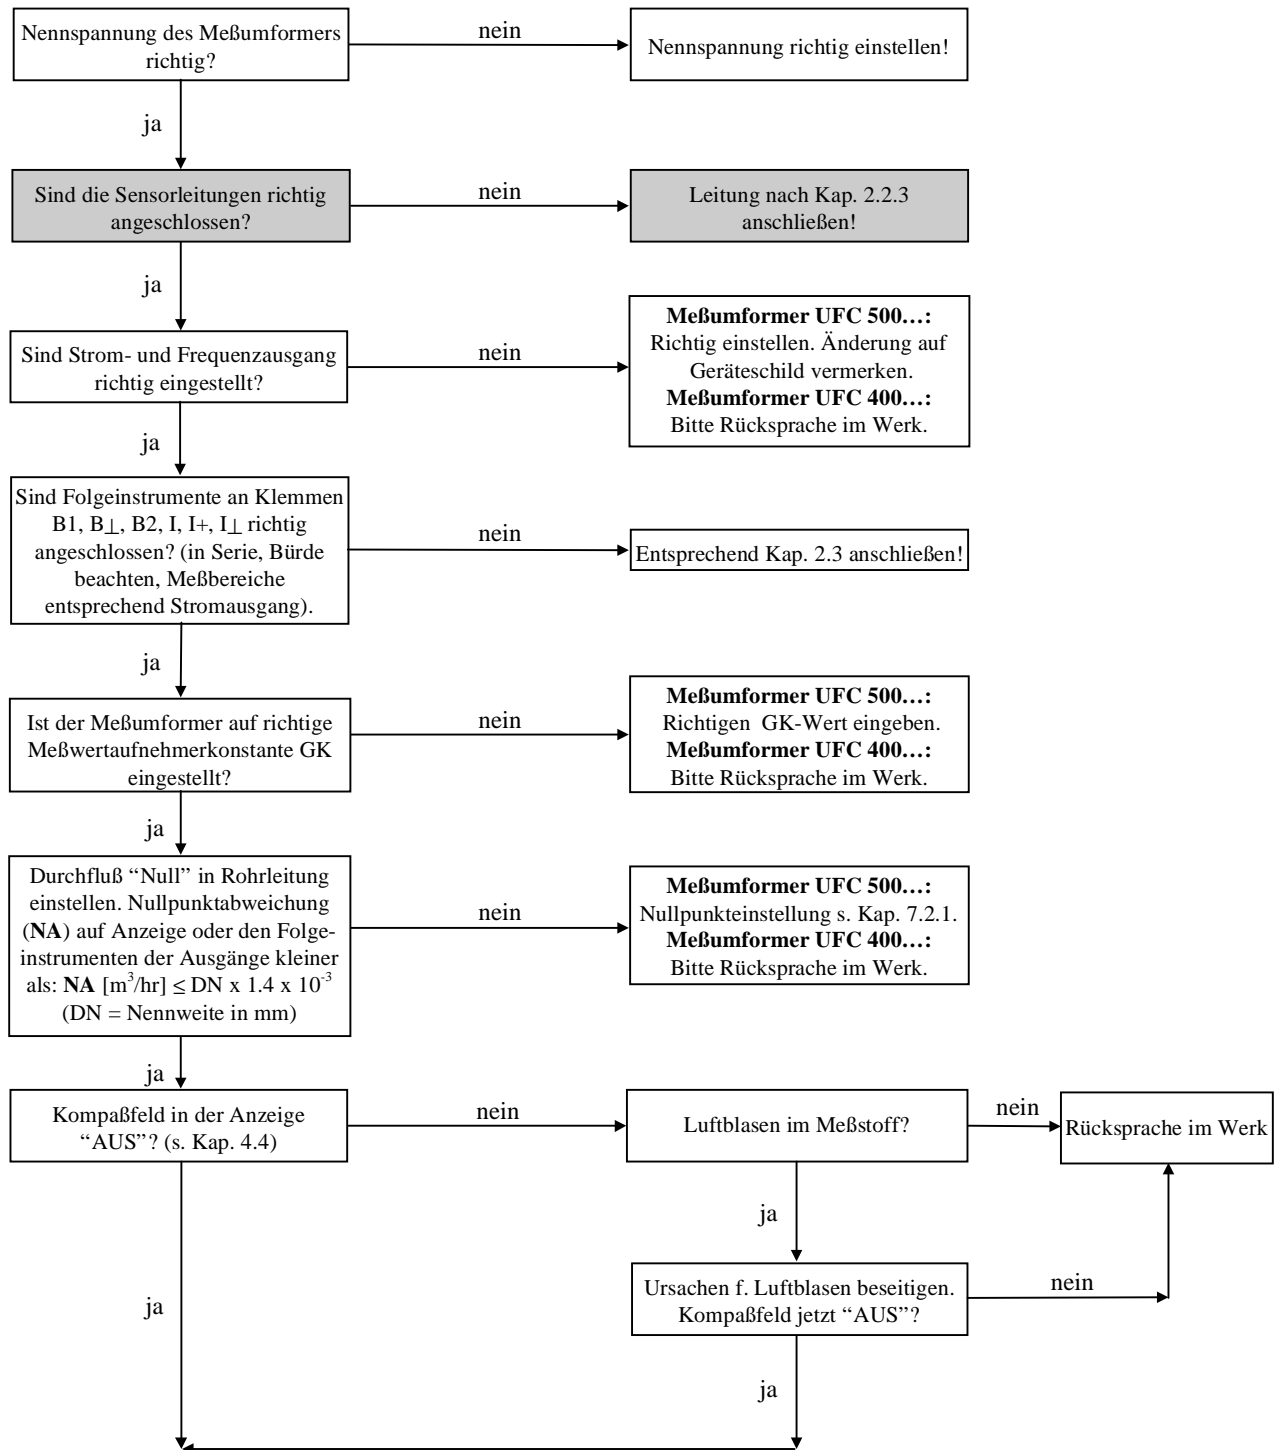 Nennspannung des Meßumformers
richtig?
nein
Nennspannung richtig einstellen!
ja
Sind die Sensorleitungen richtig
angeschlossen?
nein
Leitung nach Kap. 2.2.3
anschließen!
ja
Sind Strom- und Frequenzausgang
richtig eingestellt?
nein
Meßumformer UFC 500…:
Richtig einstellen. Änderung auf
Geräteschild vermerken.
Meßumformer UFC 400…:
Bitte Rücksprache im Werk.
ja
Sind Folgeinstrumente an Klemmen
B1, B⊥, B2, I, I+, I⊥ richtig
angeschlossen? (in Serie, Bürde
beachten, Meßbereiche
entsprechend Stromausgang).
nein
Entsprechend Kap. 2.3 anschließen!
ja
Ist der Meßumformer auf richtige
Meßwertaufnehmerkonstante GK
eingestellt?
nein
Meßumformer UFC 500…:
Richtigen GK-Wert eingeben.
Meßumformer UFC 400…:
Bitte Rücksprache im Werk.
ja
Durchfluß “Null” in Rohrleitung
einstellen. Nullpunktabweichung
(NA) auf Anzeige oder den Folge-
instrumenten der Ausgänge kleiner
als: NA [m³/hr] ≤ DN x 1.4 x 10⁻³
(DN = Nennweite in mm)
nein
Meßumformer UFC 500…:
Nullpunkteinstellung s. Kap. 7.2.1.
Meßumformer UFC 400…:
Bitte Rücksprache im Werk.
ja
Kompaßfeld in der Anzeige
“AUS”? (s. Kap. 4.4)
nein
Luftblasen im Meßstoff?
nein
Rücksprache im Werk
ja
Ursachen f. Luftblasen beseitigen.
Kompaßfeld jetzt “AUS”?
nein
ja
ja